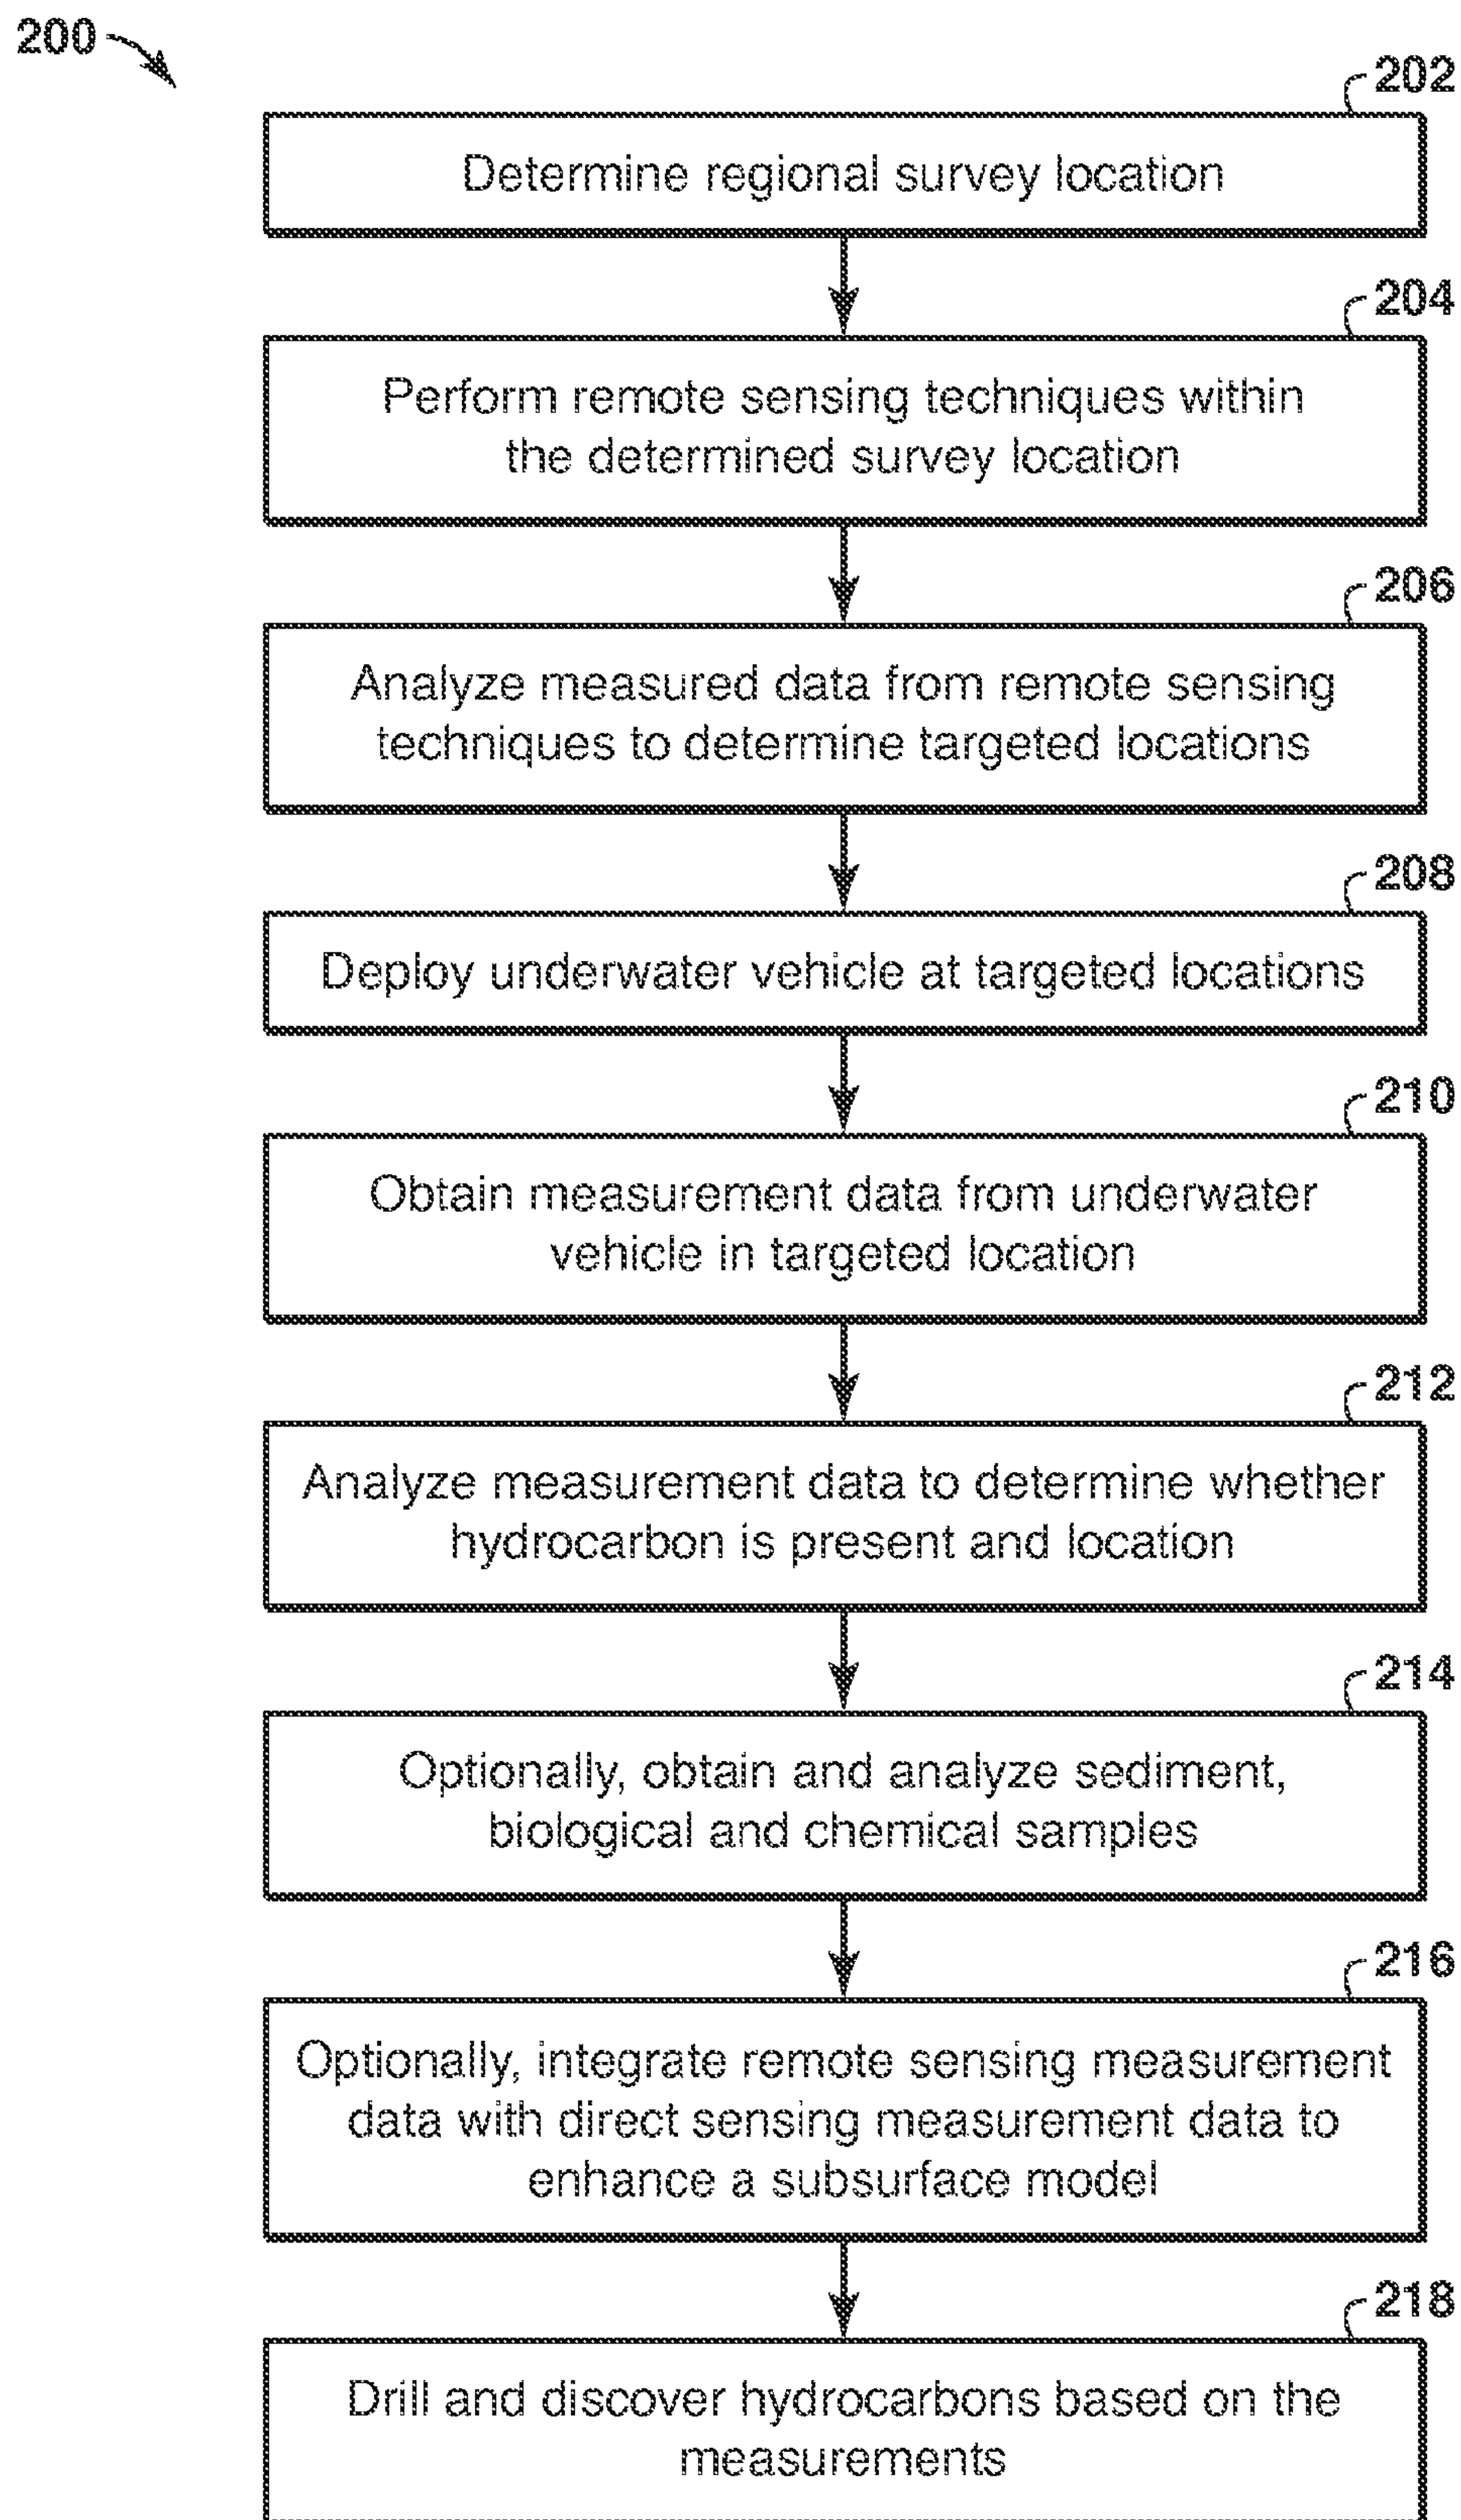 200
202
Determine regional survey location
204
Perform remote sensing techniques within
the determined survey location
206
Analyze measured data from remote sensing
techniques to determine targeted locations
208
Deploy underwater vehicle at targeted locations
210
Obtain measurement data from underwater
vehicle in targeted location
212
Analyze measurement data to determine whether
hydrocarbon is present and location
214
Optionally, obtain and analyze sediment,
biological and chemical samples
216
Optionally, integrate remote sensing measurement
data with direct sensing measurement data to
enhance a subsurface model
218
Drill and discover hydrocarbons based on the
measurements